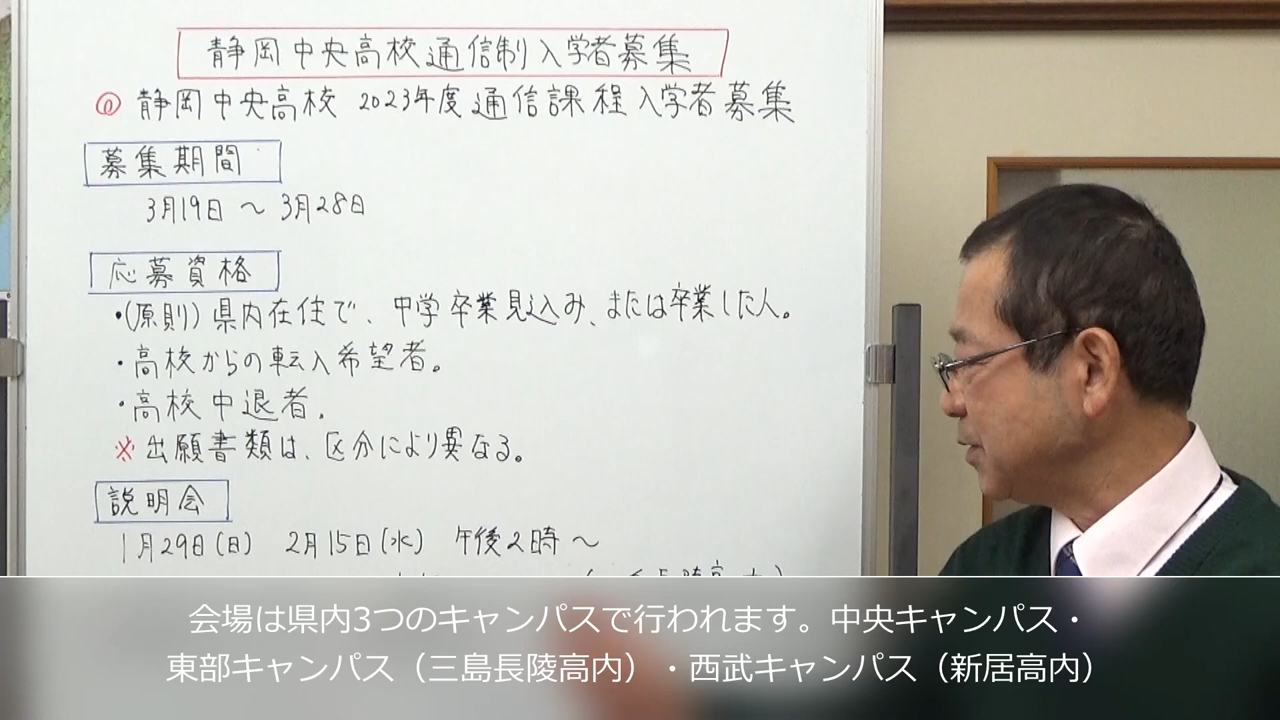 静岡中央高校通信制入学者募集
◎ 静岡中央高校 2023年度 通信課程入学者募集
募集期間
3月19日 ～ 3月28日
応募資格
・(原則) 県内在住で、中学卒業見込み、または卒業した人。
・高校からの転入希望者。
・高校中退者。
※ 出願書類は、区分により異なる。
説明会
1月29日(日) 2月15日(水) 午後2時～
会場は県内3つのキャンパスで行われます。中央キャンパス・
東部キャンパス（三島長陵高内）・西武キャンパス（新居高内）